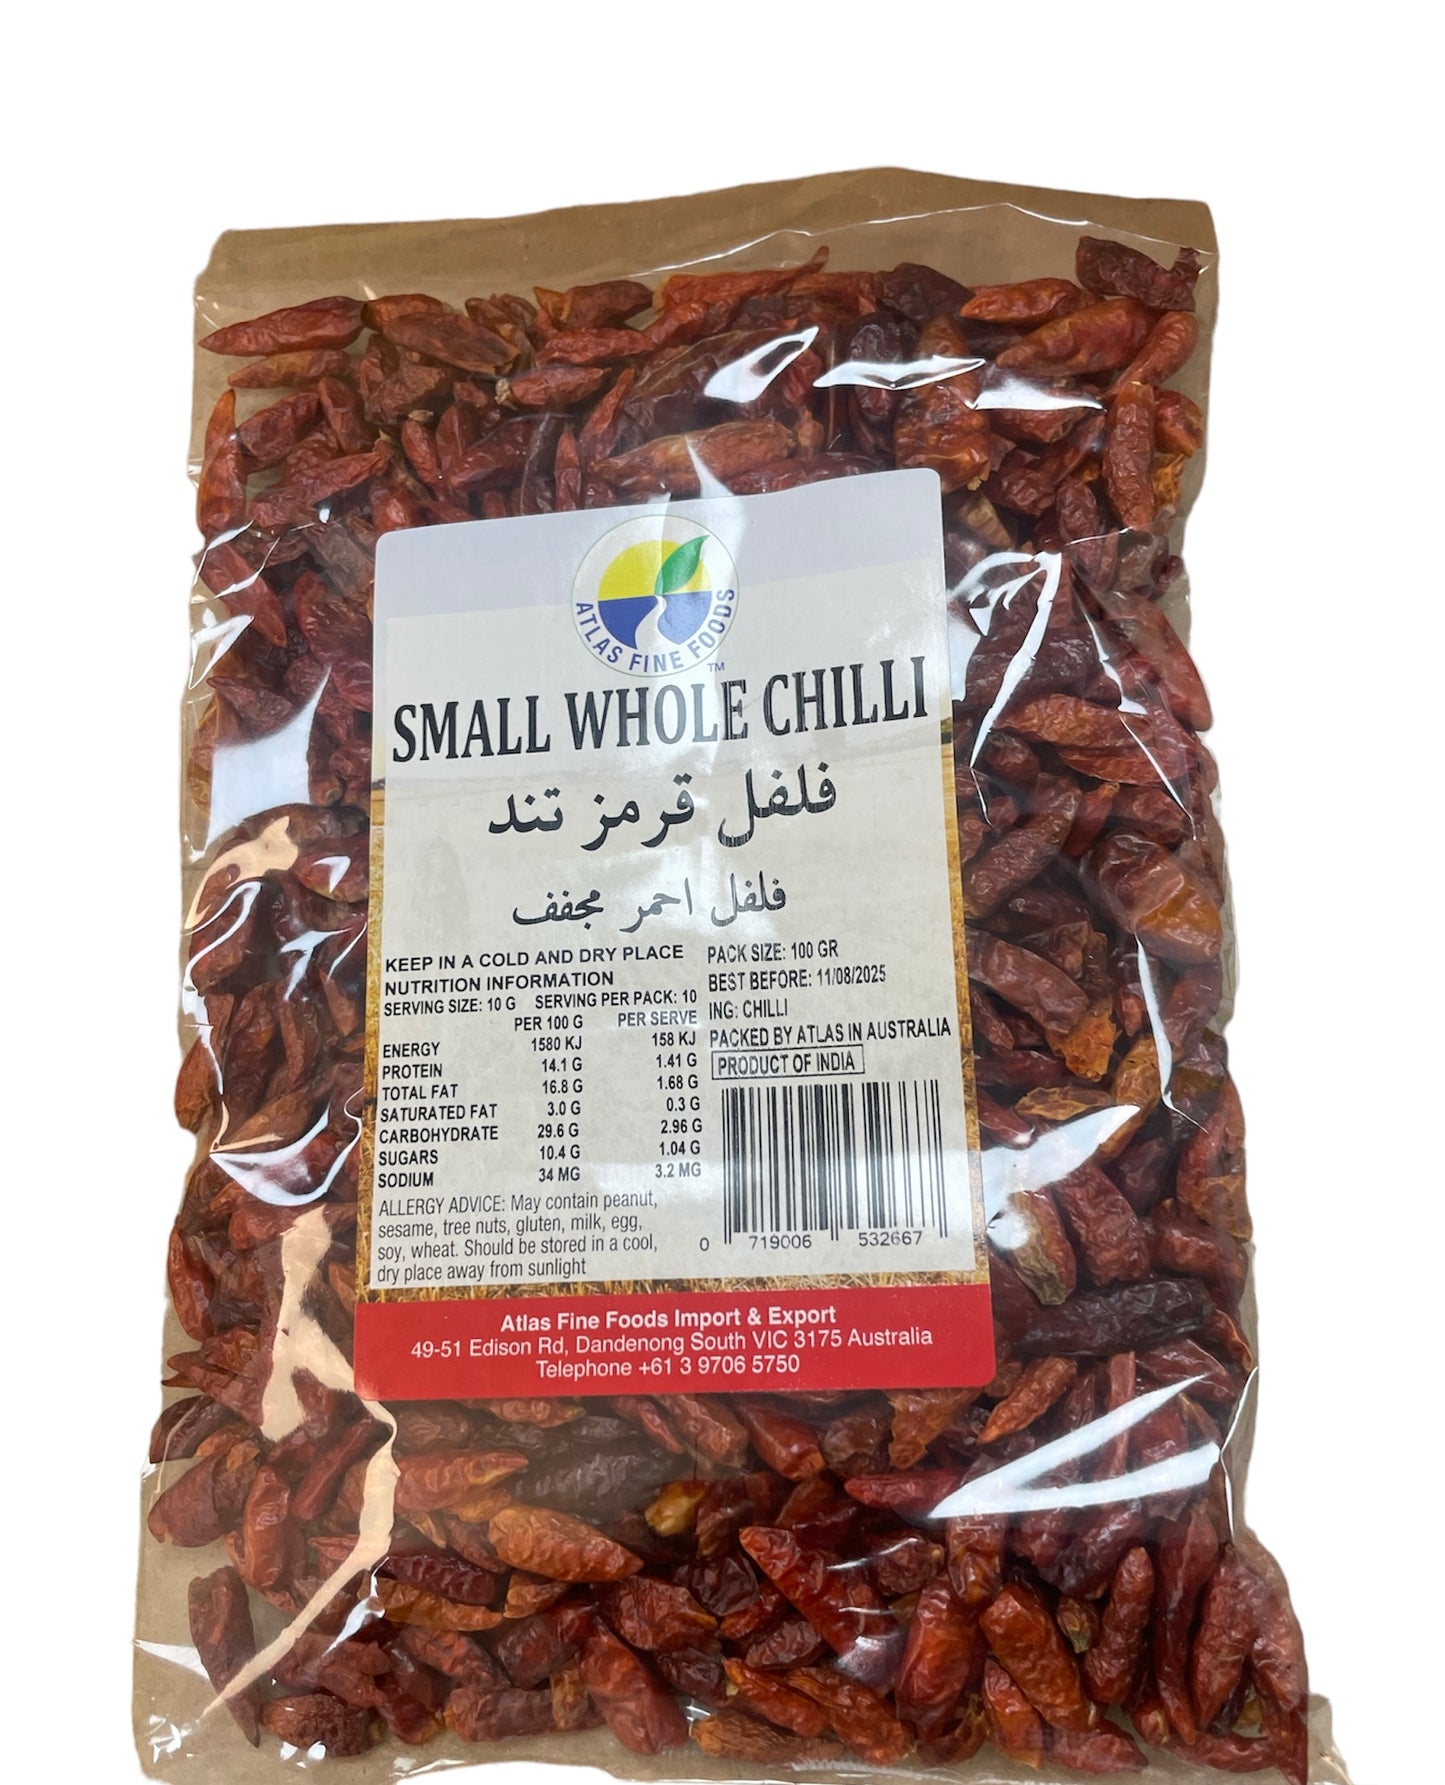 ATLAS FINE FOODS
TM
SMALL WHOLE CHILLI
فلفل قرمز تند
فلفل احمر مجفف
KEEP IN A COLD AND DRY PLACE
NUTRITION INFORMATION
SERVING SIZE: 10 G SERVING PER PACK: 10
PER 100 G PER SERVE
ENERGY 1580 KJ 158 KJ
PROTEIN 14.1 G 1.41 G
TOTAL FAT 16.8 G 1.68 G
SATURATED FAT 3.0 G 0.3 G
CARBOHYDRATE 29.6 G 2.96 G
SUGARS 10.4 G 1.04 G
SODIUM 34 MG 3.2 MG
ALLERGY ADVICE: May contain peanut,
sesame, tree nuts, gluten, milk, egg,
soy, wheat. Should be stored in a cool,
dry place away from sunlight
PACK SIZE: 100 GR
BEST BEFORE: 11/08/2025
ING: CHILLI
PACKED BY ATLAS IN AUSTRALIA
PRODUCT OF INDIA
0 719006 532667
Atlas Fine Foods Import & Export
49-51 Edison Rd, Dandenong South VIC 3175 Australia
Telephone +61 3 9706 5750